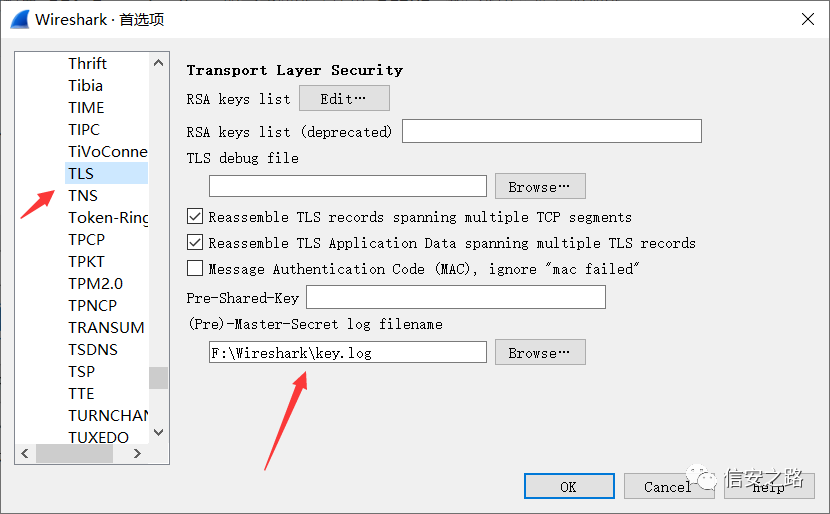 Wireshark · 首选项
Thrift
Tibia
TIME
TIPC
TiVoConne
TLS
TNS
Token-Ring
TPCP
TPKT
TPM2.0
TPNCP
TRANSUM
TSDNS
TSP
TTE
TURNCHAN
TUXEDO
Transport Layer Security
RSA keys list Edit…
RSA keys list (deprecated)
TLS debug file
Browse…
Reassemble TLS records spanning multiple TCP segments
Reassemble TLS Application Data spanning multiple TLS records
Message Authentication Code (MAC), ignore "mac failed"
Pre-Shared-Key
(Pre)-Master-Secret log filename
F:\Wireshark\key.log Browse…
OK Cancel Help
信安之路